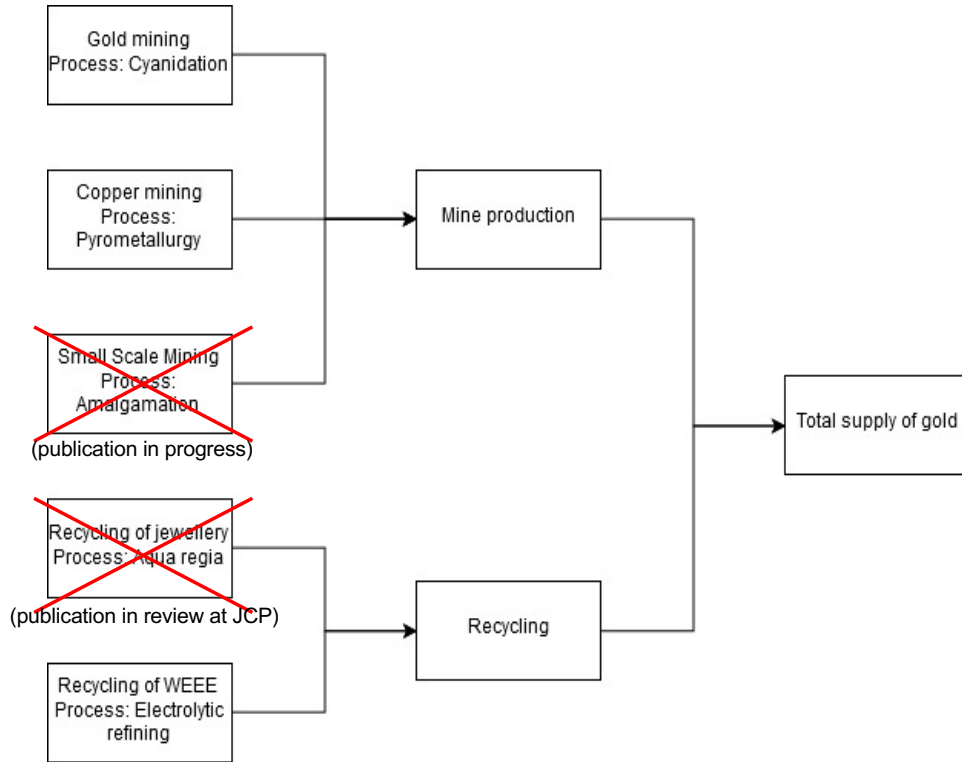 Gold mining
Process: Cyanidation
Copper mining
Process:
Pyrometallurgy
Mine production
Small Scale Mining
Process:
Amalgamation
(publication in progress)
Total supply of gold
Recycling of jewellery
Process: Aqua regia
(publication in review at JCP)
Recycling
Recycling of WEEE
Process: Electrolytic
refining